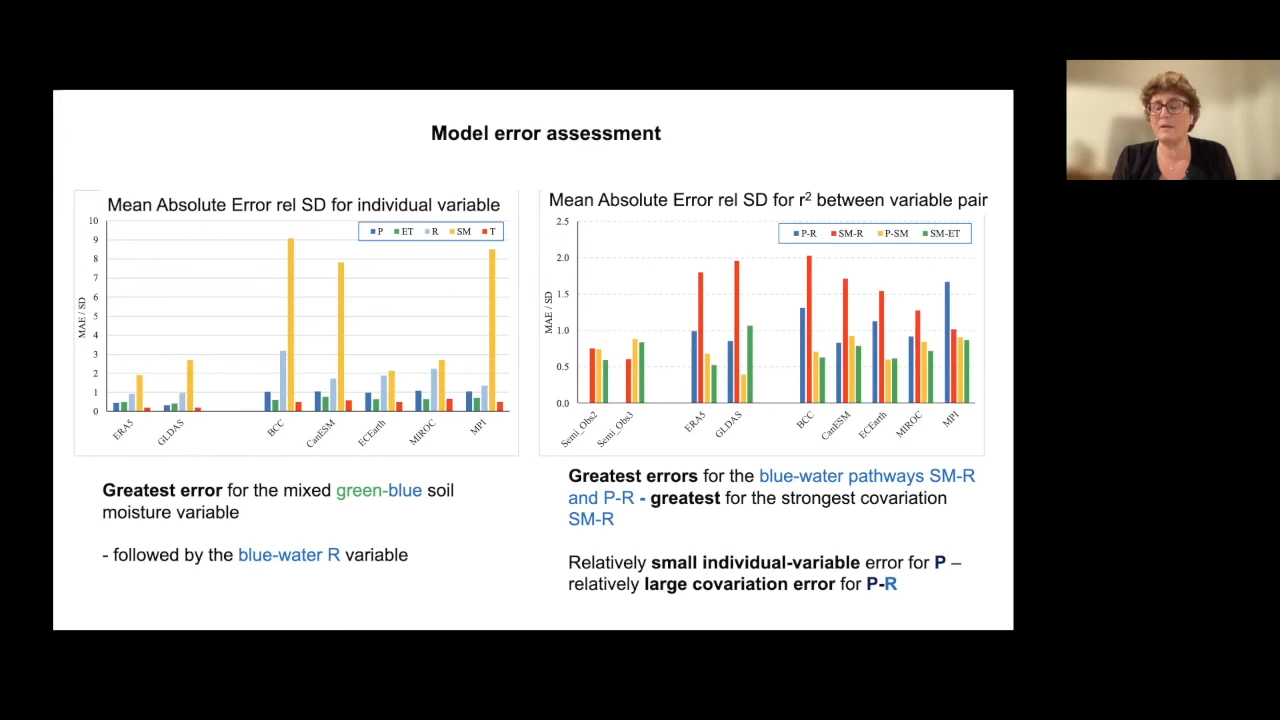 Model error assessment
Mean Absolute Error rel SD for individual variable
10
9
8
7
6
5
4
3
2
1
0
MAE / SD
P ET R SM T
ERA5 GLDAS BCC CanESM ECEarth MIROC MPI
Greatest error for the mixed green-blue soil
moisture variable
- followed by the blue-water R variable
Mean Absolute Error rel SD for r² between variable pair
2.5
2.0
1.5
1.0
0.5
0.0
MAE / SD
P-R SM-R P-SM SM-ET
Semi_Obs2 Semi_Obs3 ERA5 GLDAS BCC CanESM ECEarth MIROC MPI
Greatest errors for the blue-water pathways SM-R
and P-R - greatest for the strongest covariation
SM-R
Relatively small individual-variable error for P –
relatively large covariation error for P-R